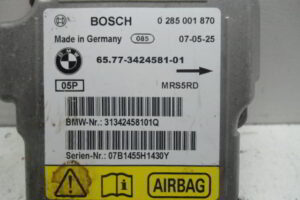 BOSCH 0 285 001 870
Made in Germany 085 07-05-25
65.77-3424581-01
05P MRS5RD
BMW-Nr.: 31342458101Q
Serien-Nr.: 07B1455H1430Y
AIRBAG